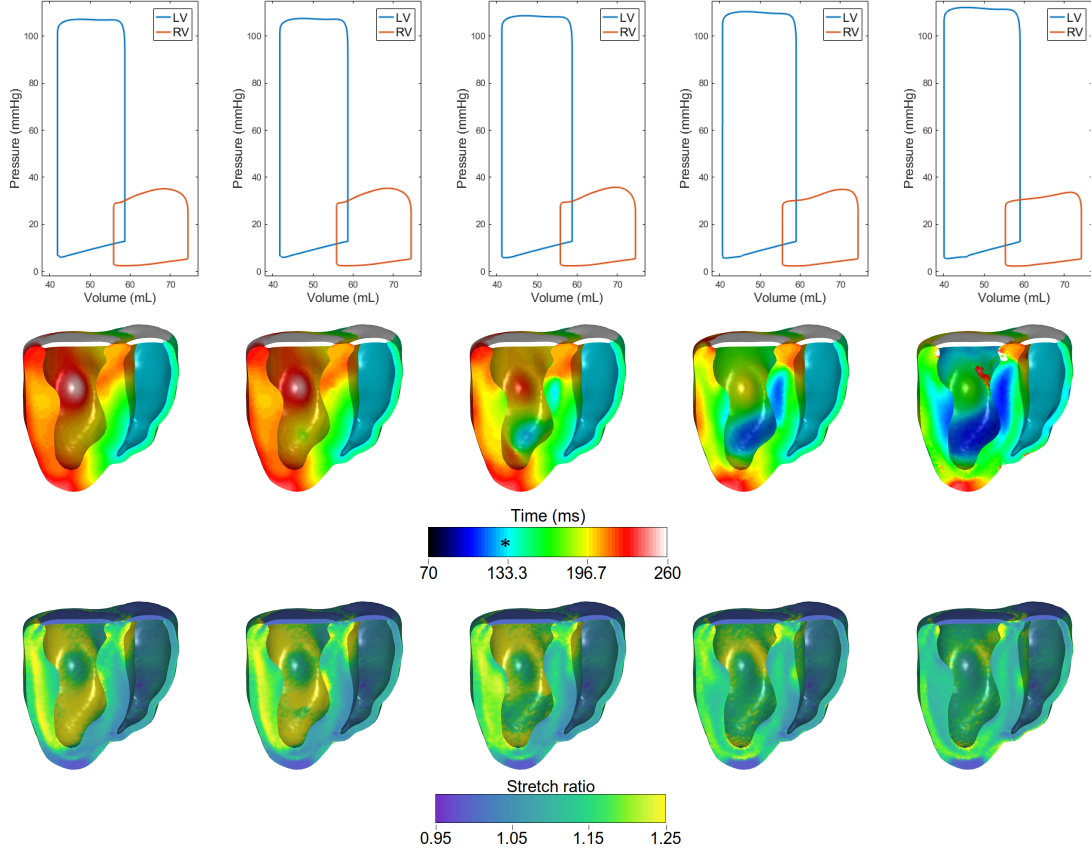 LV
RV
LV
RV
LV
RV
LV
RV
LV
RV
Pressure (mmHg)
100
80
60
40
20
0
Pressure (mmHg)
100
80
60
40
20
0
Pressure (mmHg)
100
80
60
40
20
0
Pressure (mmHg)
100
80
60
40
20
0
Pressure (mmHg)
100
80
60
40
20
0
40 50 60 70
40 50 60 70
40 50 60 70
40 50 60 70
40 50 60 70
Volume (mL)
Volume (mL)
Volume (mL)
Volume (mL)
Volume (mL)
Time (ms)
*
70 133.3 196.7 260
Stretch ratio
0.95 1.05 1.15 1.25